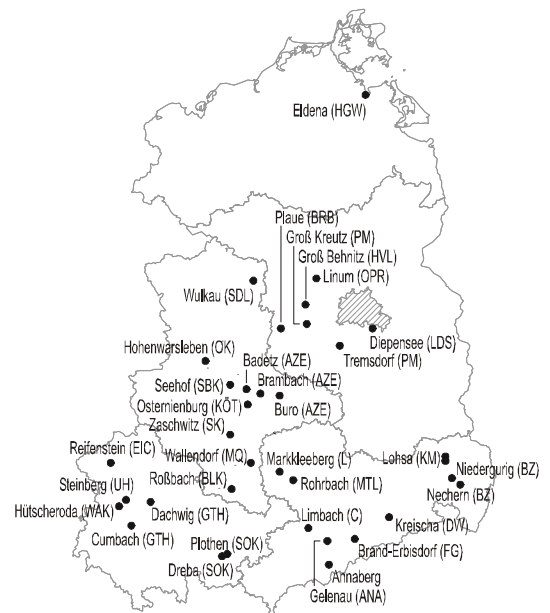 Eldena (HGW)
Plaue (BRB)
Groß Kreutz (PM)
Groß Behnitz (HVL)
Linum (OPR)
Wulkau (SDL)
Diepensee (LDS)
Hohenwarsleben (OK)
Tremsdorf (PM)
Badetz (AZE)
Seehof (SBK)
Brambach (AZE)
Osternienburg (KÖT)
Buro (AZE)
Zaschwitz (SK)
Reifenstein (EIC)
Wallendorf (MQ)
Markkleeberg (L)
Lohsa (KM)
Steinberg (UH)
Roßbach (BLK)
Rohrbach (MTL)
Niedergurig (BZ)
Nechern (BZ)
Hütscheroda (WAK)
Dachwig (GTH)
Limbach (C)
Kreischa (DW)
Cumbach (GTH)
Plothen (SOK)
Brand-Erbisdorf (FG)
Dreba (SOK)
Annaberg
Gelenau (ANA)